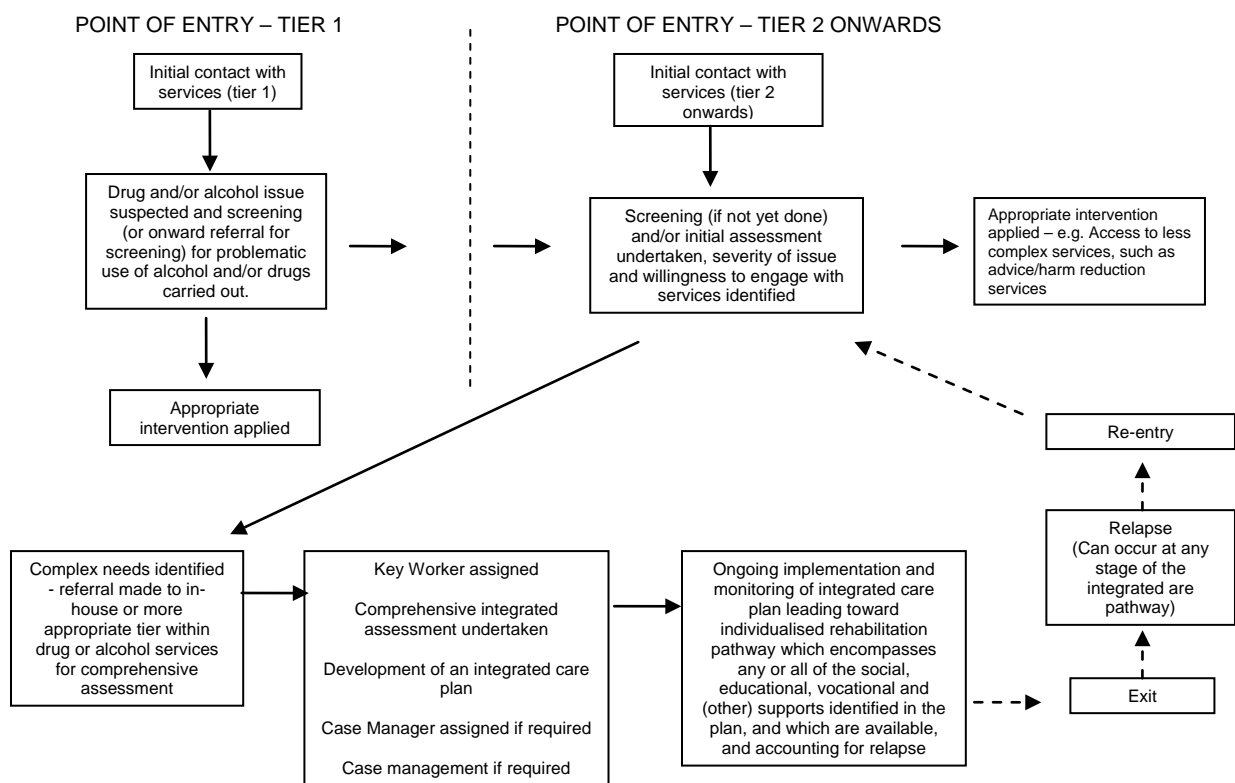 POINT OF ENTRY – TIER 1
POINT OF ENTRY – TIER 2 ONWARDS
Initial contact with
services (tier 1)
Initial contact with
services (tier 2
onwards)
Drug and/or alcohol issue
suspected and screening
(or onward referral for
screening) for problematic
use of alcohol and/or drugs
carried out.
Screening (if not yet done)
and/or initial assessment
undertaken, severity of issue
and willingness to engage with
services identified
Appropriate intervention
applied – e.g. Access to less
complex services, such as
advice/harm reduction
services
Appropriate
intervention applied
Re-entry
Relapse
(Can occur at any
stage of the
integrated are
pathway)
Exit
Complex needs identified
- referral made to in-
house or more
appropriate tier within
drug or alcohol services
for comprehensive
assessment
Key Worker assigned
Comprehensive integrated
assessment undertaken
Development of an integrated care
plan
Case Manager assigned if required
Case management if required
Ongoing implementation and
monitoring of integrated care
plan leading toward
individualised rehabilitation
pathway which encompasses
any or all of the social,
educational, vocational and
(other) supports identified in the
plan, and which are available,
and accounting for relapse